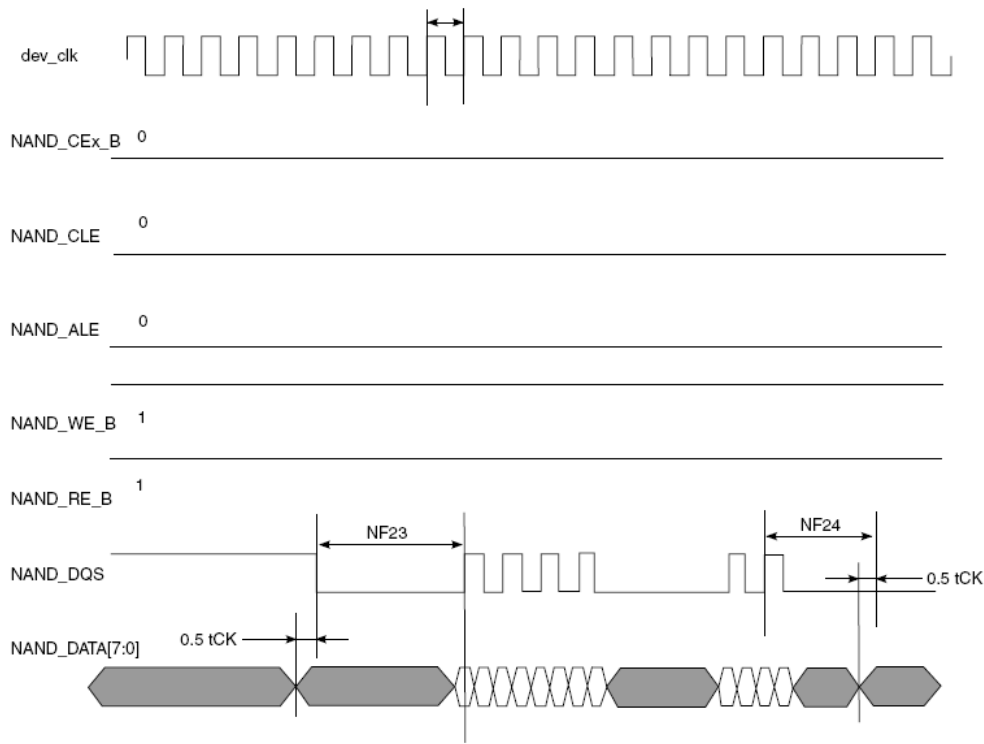 dev_clk
NAND_CEx_B 0
NAND_CLE 0
NAND_ALE 0
NAND_WE_B 1
NAND_RE_B 1
NF23
NF24
NAND_DQS
0.5 tCK
0.5 tCK
NAND_DATA[7:0]